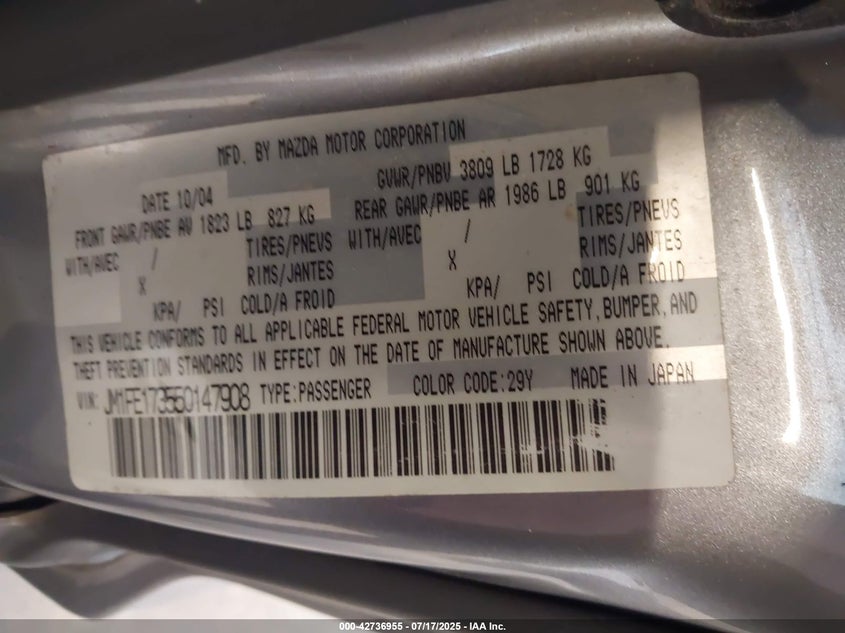 MFD. BY MAZDA MOTOR CORPORATION
DATE 10/04 GVWR/PNBV 3809 LB 1728 KG
FRONT GAWR/PNBE AV 1823 LB 827 KG REAR GAWR/PNBE AR 1986 LB 901 KG
WITH/AVEC / TIRES/PNEUS WITH/AVEC / TIRES/PNEVS
X RIMS/JANTES X RIMS/JANTES
KPA/ PSI COLD/A FROID KPA/ PSI COLD/A FROID
THIS VEHICLE CONFORMS TO ALL APPLICABLE FEDERAL MOTOR VEHICLE SAFETY, BUMPER, AND
THEFT PREVENTION STANDARDS IN EFFECT ON THE DATE OF MANUFACTURE SHOWN ABOVE.
VIN: JM1FE173550147908 TYPE:PASSENGER COLOR CODE:29Y MADE IN JAPAN
000-42736955 - 07/17/2025 - IAA Inc.